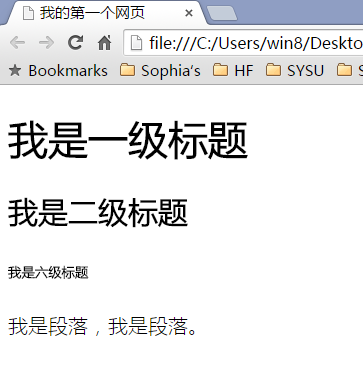 我的第一个网页
file:///C:/Users/win8/Deskto
Bookmarks Sophia's HF SYSU S
我是一级标题
我是二级标题
我是六级标题
我是段落，我是段落。